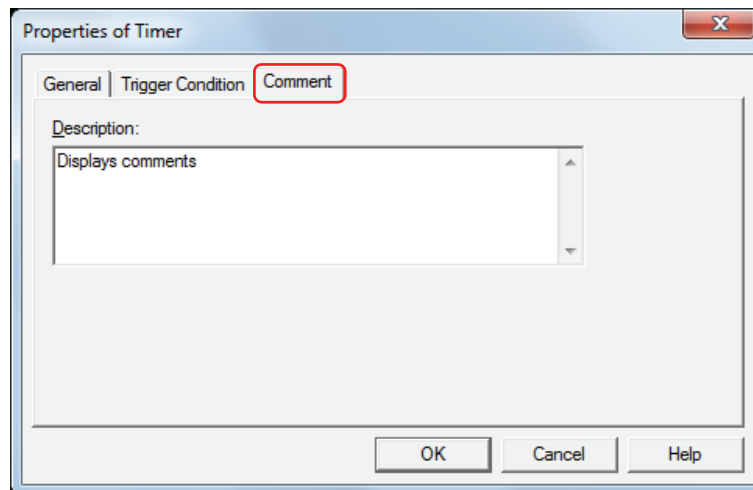 Properties of Timer
General Trigger Condition Comment
Description:
Displays comments
OK Cancel Help